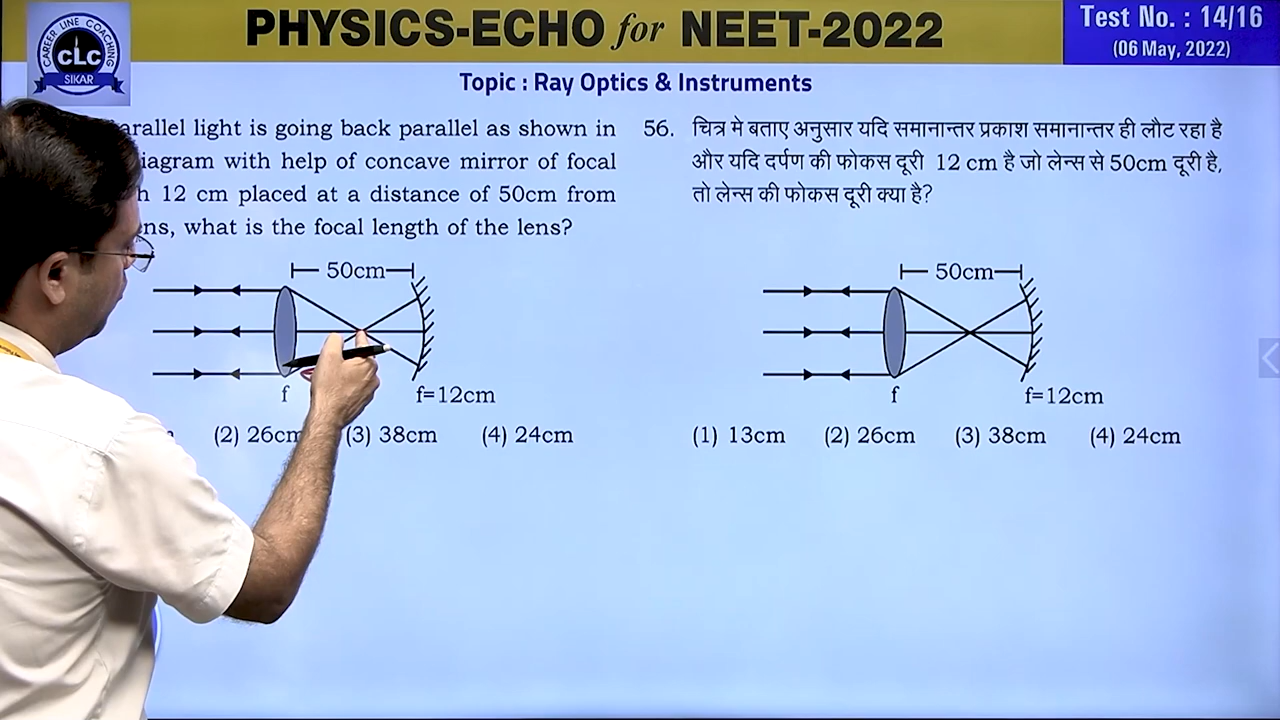 PHYSICS-ECHO for NEET-2022
Test No. : 14/16
(06 May, 2022)
CAREER LINE COACHING
CLC
SIKAR
Topic : Ray Optics & Instruments
arallel light is going back parallel as shown in
iagram with help of concave mirror of focal
h 12 cm placed at a distance of 50cm from
ens, what is the focal length of the lens?
50cm
f
f=12cm
(2) 26cm (3) 38cm (4) 24cm
56. चित्र मे बताए अनुसार यदि समानान्तर प्रकाश समानान्तर ही लौट रहा है
और यदि दर्पण की फोकस दूरी 12 cm है जो लेन्स से 50cm दूरी है,
तो लेन्स की फोकस दूरी क्या है?
50cm
f
f=12cm
(1) 13cm (2) 26cm (3) 38cm (4) 24cm